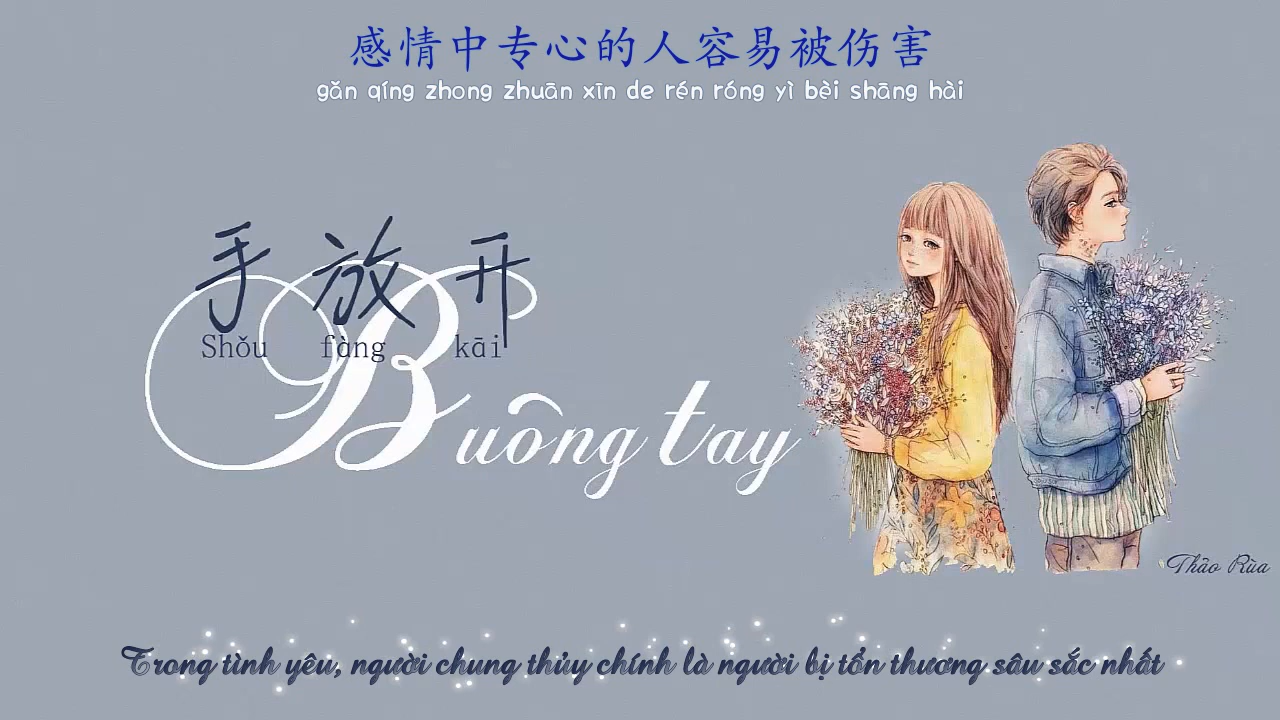 感情中专心的人容易被伤害
gǎn qíng zhong zhuān xīn de rén róng yì bèi shāng hài
手放开
Shǒu fàng kāi
Buông tay
Thảo Rùa
Trong tình yêu, người chung thủy chính là người bị tổn thương sâu sắc nhất